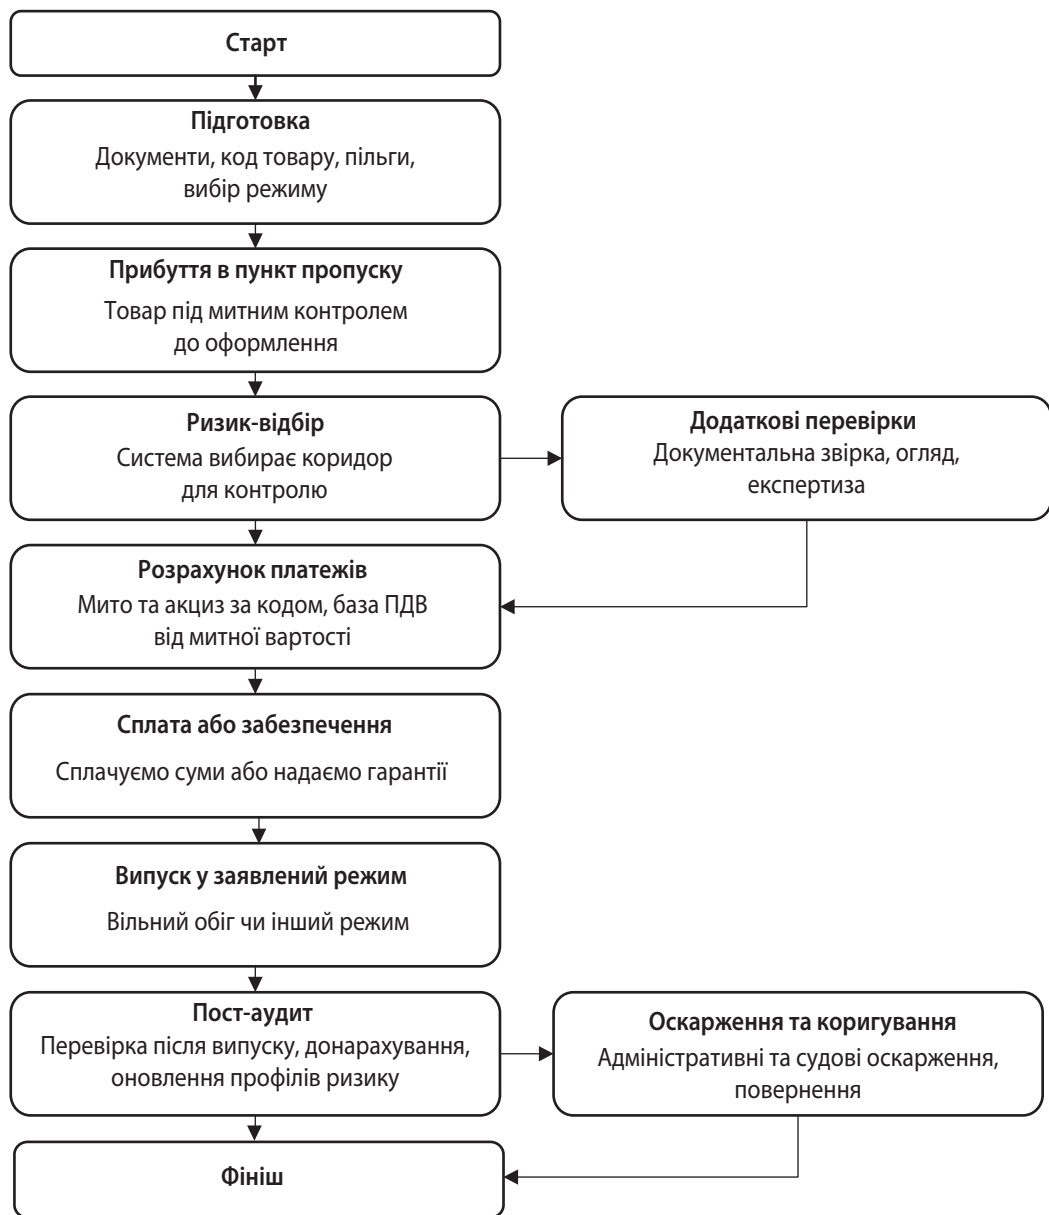 Старт
Підготовка
Документи, код товару, пільги,
вибір режиму
Прибуття в пункт пропуску
Товар під митним контролем
до оформлення
Ризик-відбір
Система вибирає коридор
для контролю
Додаткові перевірки
Документальна звірка, огляд,
експертиза
Розрахунок платежів
Мито та акциз за кодом, база ПДВ
від митної вартості
Сплата або забезпечення
Сплачуємо суми або надаємо гарантії
Випуск у заявлений режим
Вільний обіг чи інший режим
Пост-аудит
Перевірка після випуску, донарахування,
оновлення профілів ризику
Оскарження та коригування
Адміністративні та судові оскарження,
повернення
Фініш